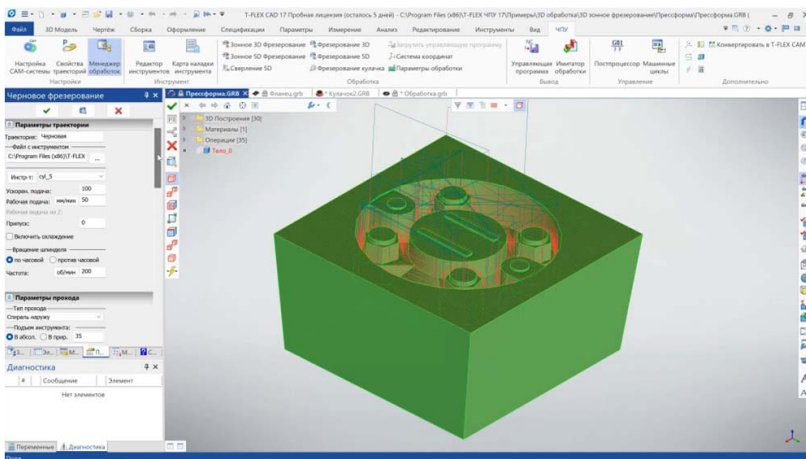 T-FLEX CAD 17 Пробная лицензия (осталось 5 дней) - C:\Program Files (x86)\T-FLEX ЧПУ 17\Примеры\3D обработка\3D зонное фрезерование\Прессформа\Прессформа.GRB (
Файл 3D Модель Чертёж Сборка Оформление Спецификации Параметры Измерение Анализ Редактирование Инструменты Вид ЧПУ
Зонное 3D Фрезерование Фрезерование 3D Загрузить управляющую программу
Зонное 5D Фрезерование Фрезерование 5D Система координат
Сверление 5D Фрезерование кулачка Параметры обработки
Конвертировать в T-FLEX CAM
Настройка CAM-системы
Свойства траекторий
Менеджер обработок
Редактор инструментов
Карта наладки инструмента
Управляющая программа
Имитатор обработки
Постпроцессор
Машинные циклы
Настройки Инструмент Обработка Вывод Управление Дополнительно
Черновое фрезерование
Прессформа.GRB Фланец.grb * Кулачок2.GRB * Обработка.grb
Параметры траектории
Траектория: Черновая
Файл с инструментом
C:\Program Files (x86)\T-FLEX ...
Инстр-т: cyl_5
Ускорен. подача: 100
Рабочая подача: мм/мин 50
Рабочая подача по Z:
Припуск: 0
Включить охлаждение
Вращение шпинделя
по часовой против часовой
Частота: об/мин 200
Параметры прохода
Тип прохода
Спираль наружу
Подъем инструмента:
В абсол. В прир. 35
3D Построения [30]
Материалы [1]
Операции [35]
Тело_0
Диагностика
# Сообщение Элемент
Нет элементов
Переменные Диагностика